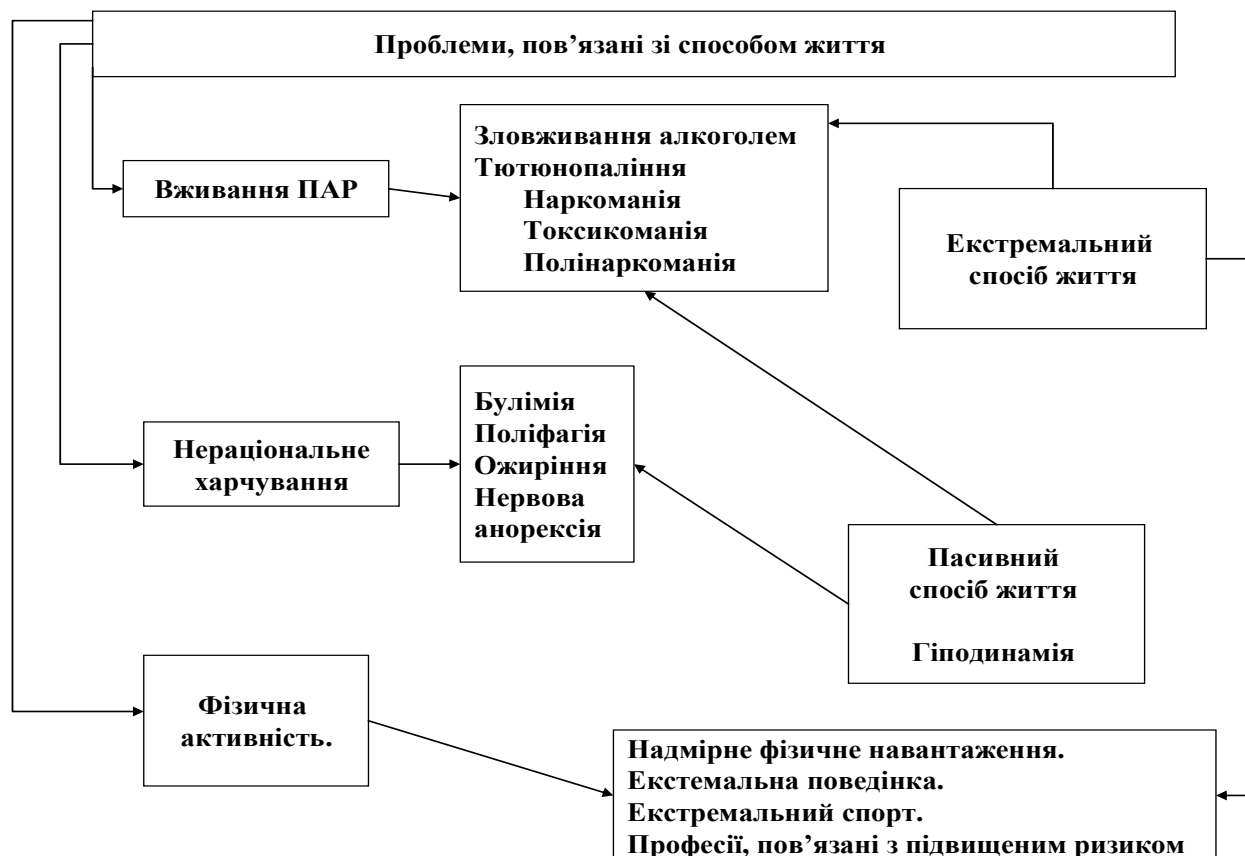 Проблеми, пов’язані зі способом життя
Зловживання алкоголем
Тютюнопаління
Наркоманія
Токсикоманія
Полінаркоманія
Вживання ПАР
Екстремальний
спосіб життя
Булімія
Поліфагія
Ожиріння
Нервова
анорексія
Нераціональне
харчування
Пасивний
спосіб життя
Гіподинамія
Фізична
активність.
Надмірне фізичне навантаження.
Екстемальна поведінка.
Екстремальний спорт.
Професії, пов’язані з підвищеним ризиком